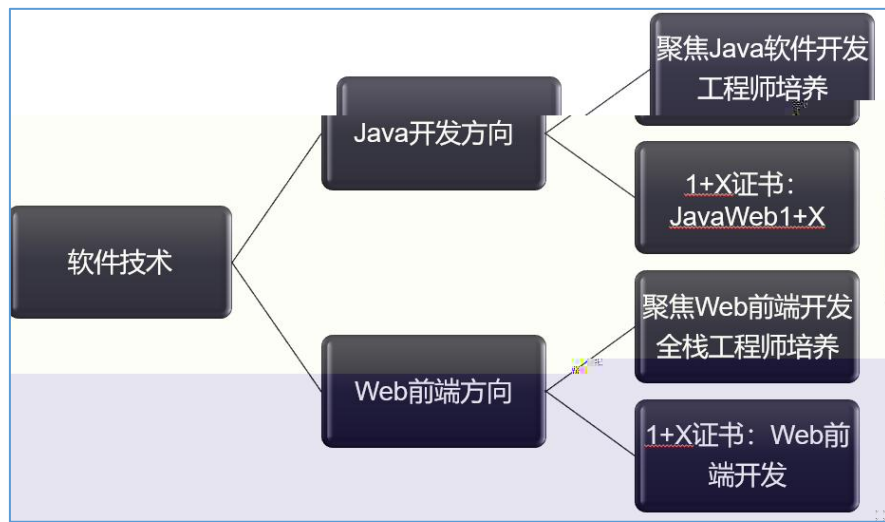 软件技术
Java开发方向
聚焦Java软件开发
工程师培养
1+X证书：
JavaWeb1+X
Web前端方向
聚焦Web前端开发
全栈工程师培养
1+X证书：Web前
端开发